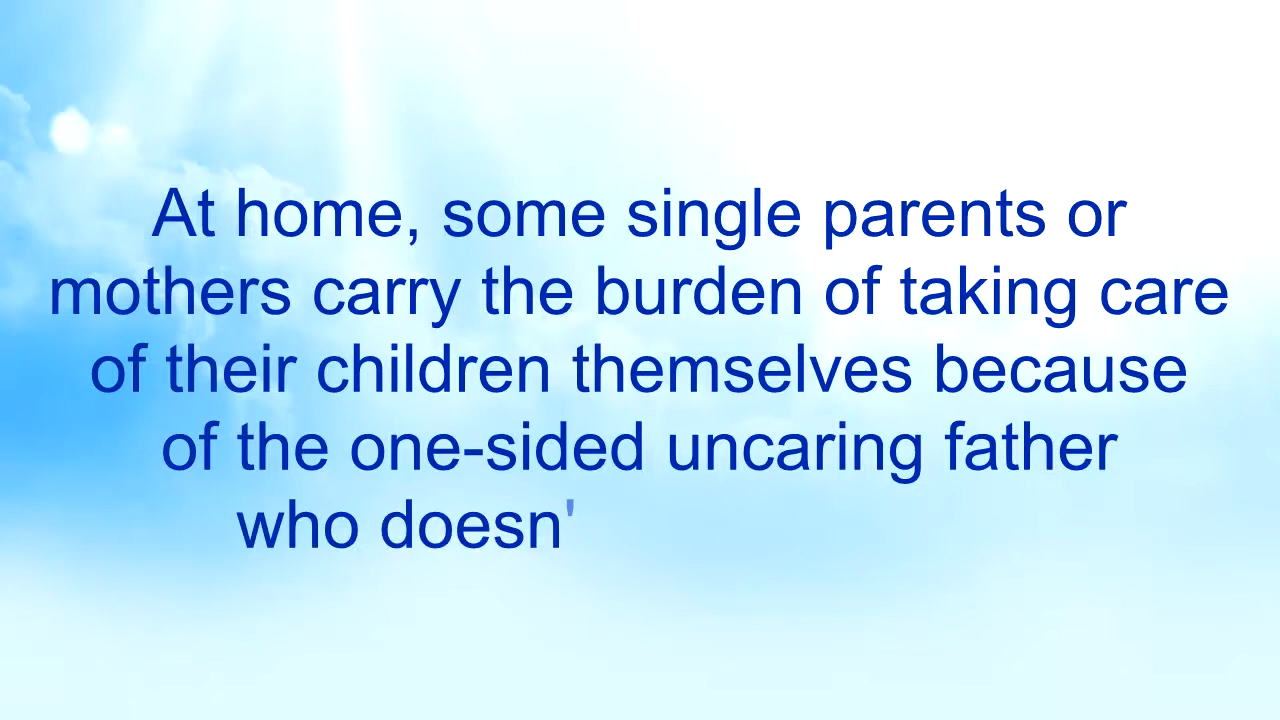 At home, some single parents or
mothers carry the burden of taking care
of their children themselves because
of the one-sided uncaring father
who doesn'